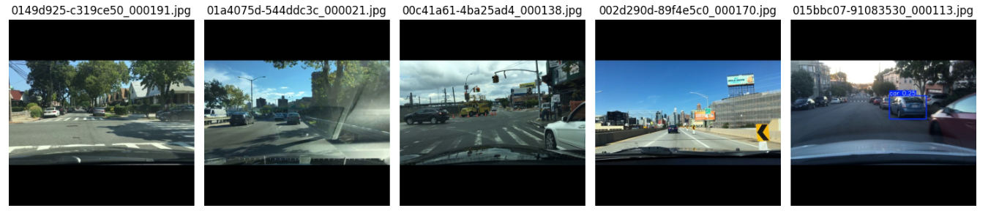 0149d925-c319ce50_000191.jpg
01a4075d-544ddc3c_000021.jpg
00c41a61-4ba25ad4_000138.jpg
002d290d-89f4e5c0_000170.jpg
015bbc07-91083530_000113.jpg
car 0.25